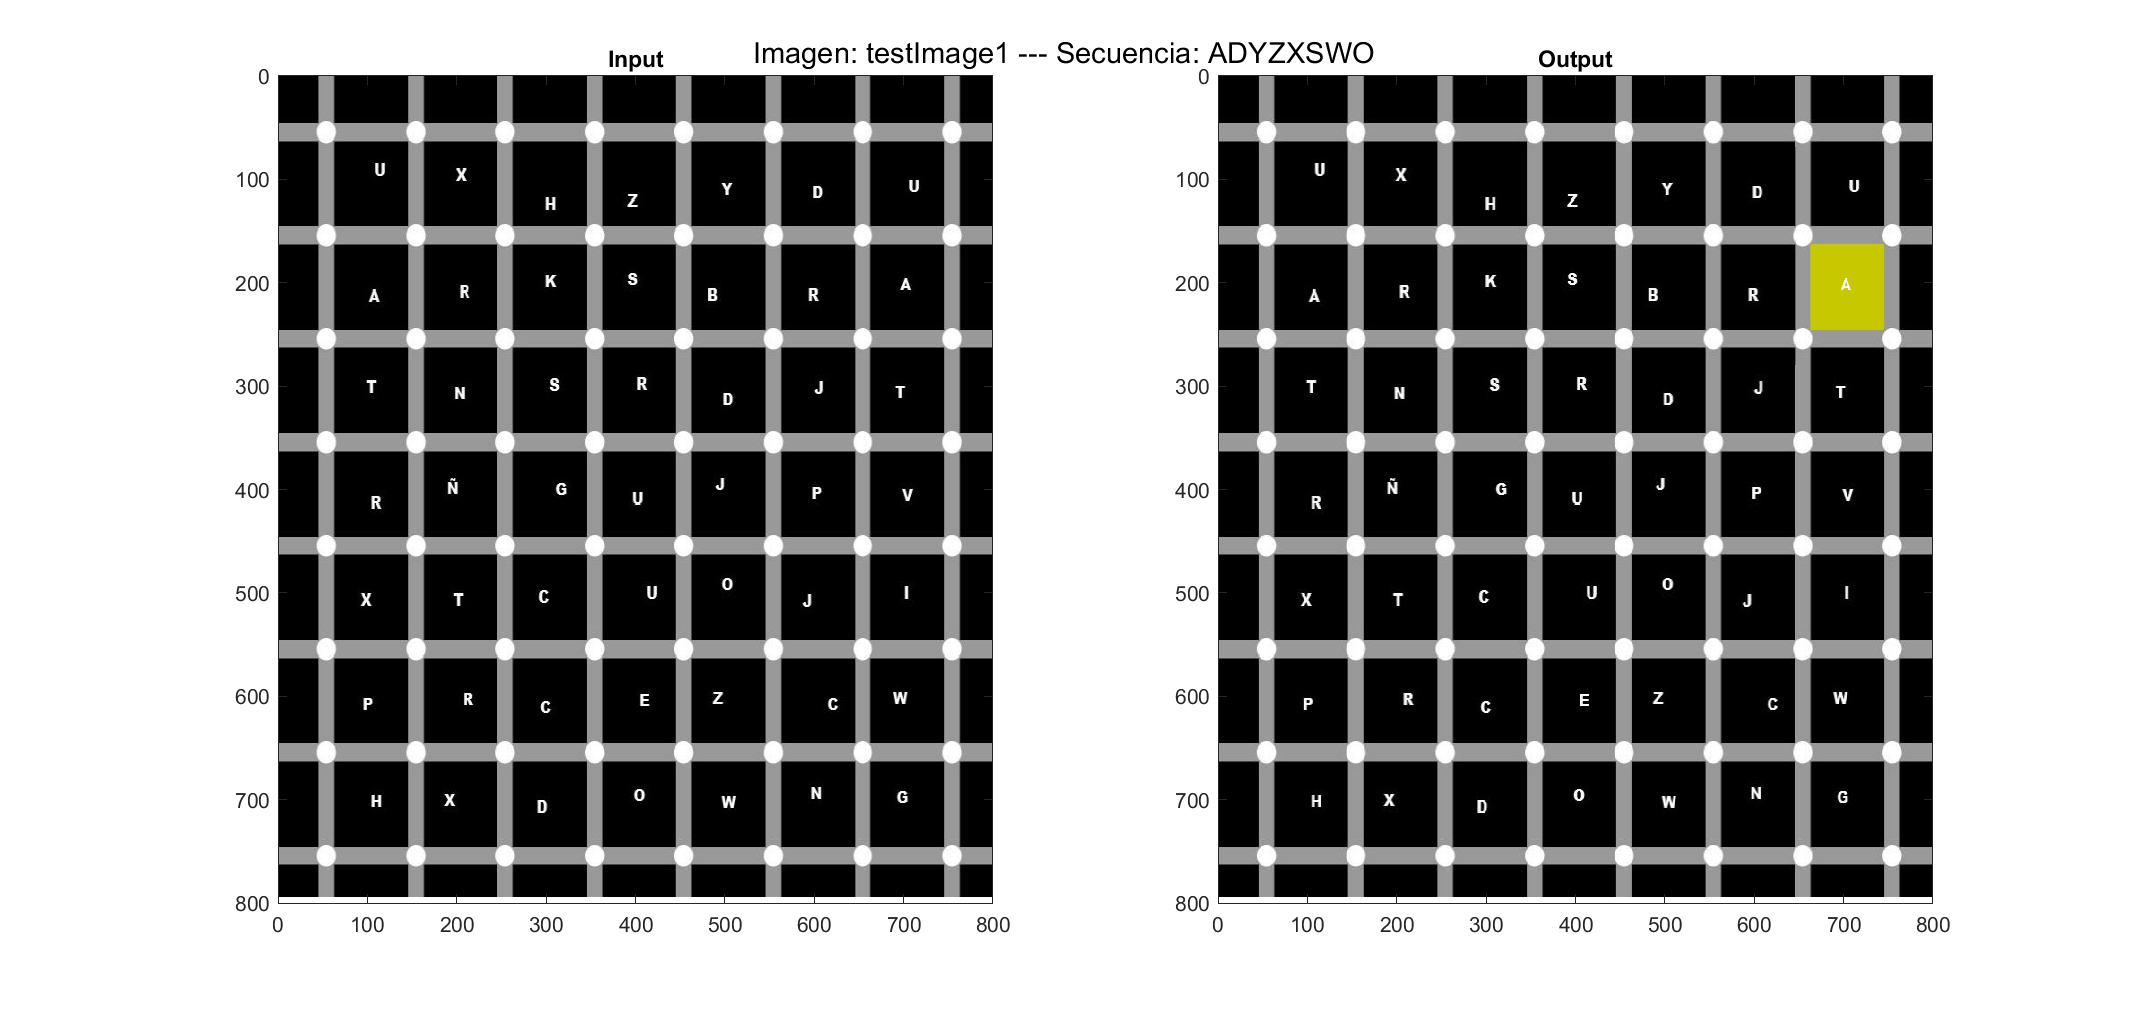 Imagen: testImage1 --- Secuencia: ADYZXSWO
Input
0
U X H Z Y D U
100
A R K S B R A
200
T N S R D J T
300
R Ñ G U J P V
400
X T C U O J I
500
P R C E Z C W
600
H X D O W N G
700
800
0 100 200 300 400 500 600 700 800
Output
0
U X H Z Y D U
100
A R K S B R A
200
T N S R D J T
300
R Ñ G U J P V
400
X T C U O J I
500
P R C E Z C W
600
H X D O W N G
700
800
0 100 200 300 400 500 600 700 800